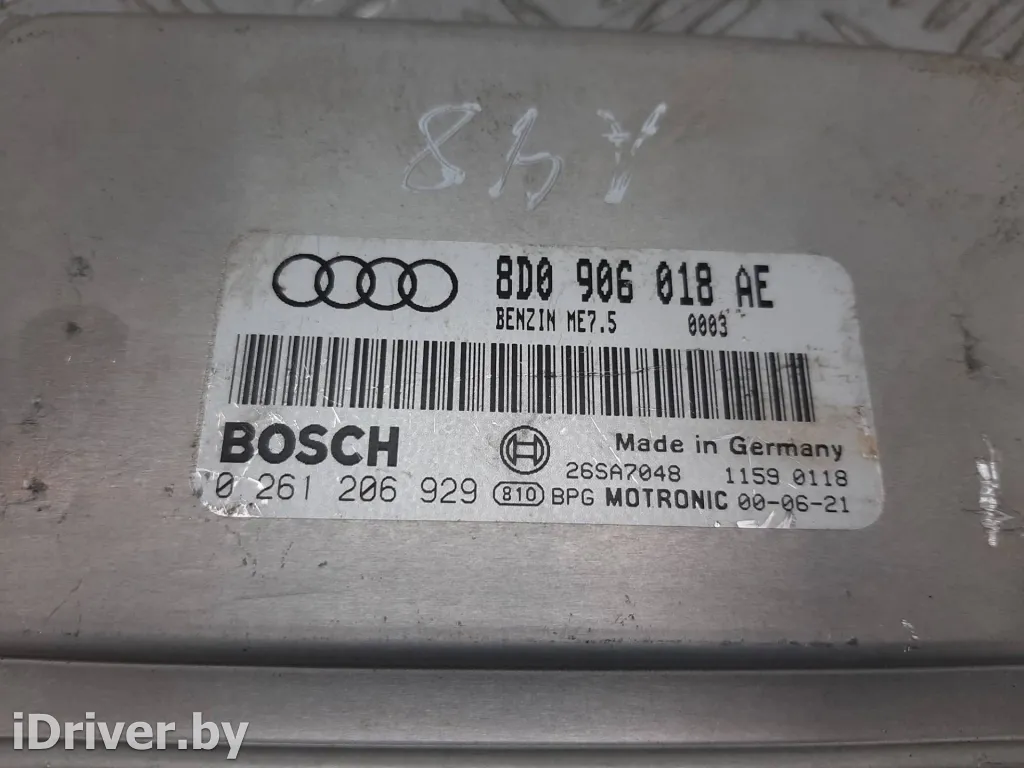 8D0 906 018 AE
BENZIN ME7.5 0003
BOSCH
Made in Germany
26SA7048 1159 0118
0 261 206 929
810 BPG MOTRONIC 00-06-21
iDriver.by